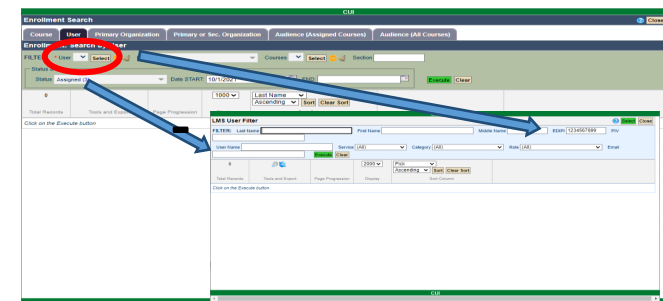 CUI
Enrollment Search
Close
Course User Primary Organization Primary or Sec. Organization Audience (Assigned Courses) Audience (All Courses)
Enrollment Search By User
FILTER: * User Select Courses Select Section
Status
Status Assigned Date START: 10/1/2021 END Execute Clear
0 1000 Last Name
Ascending Sort Clear Sort
Total Records Tools and Export Page Progression
Click on the Execute button
LMS User Filter Select Close
FILTER: Last Name First Name Middle Name EDIPI 1234567899 PIV
User Name Service (All) Category (All) Role (All) Email
Execute Clear
0 2000 Pick
Ascending Sort Clear Sort
Total Records Tools and Export Page Progression Display Sort Column
Click on the Execute button
CUI